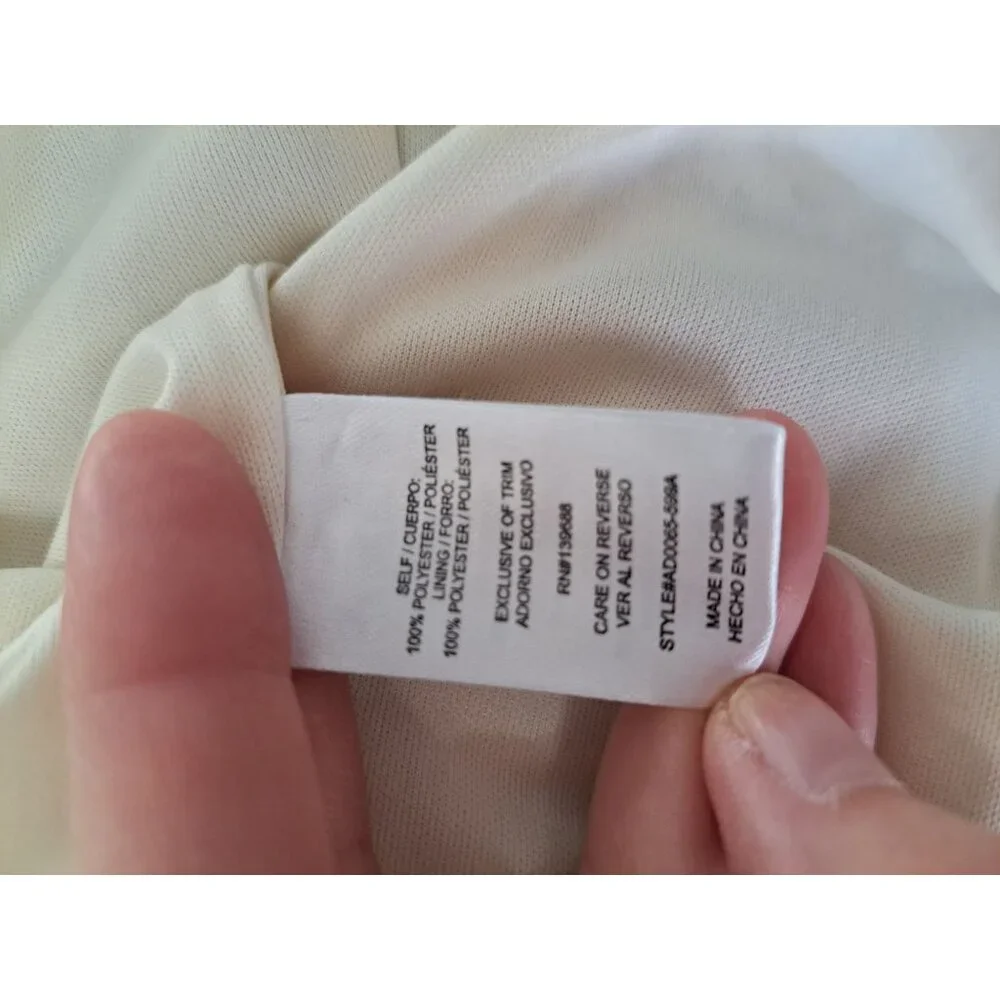 SELF / CUERPO:
100% POLYESTER / POLIÉSTER
LINING / FORRO:
100% POLYESTER / POLIÉSTER
EXCLUSIVE OF TRIM
ADORNO EXCLUSIVO
RN#139688
CARE ON REVERSE
VER AL REVERSO
STYLE#AD0065-599A
MADE IN CHINA
HECHO EN CHINA